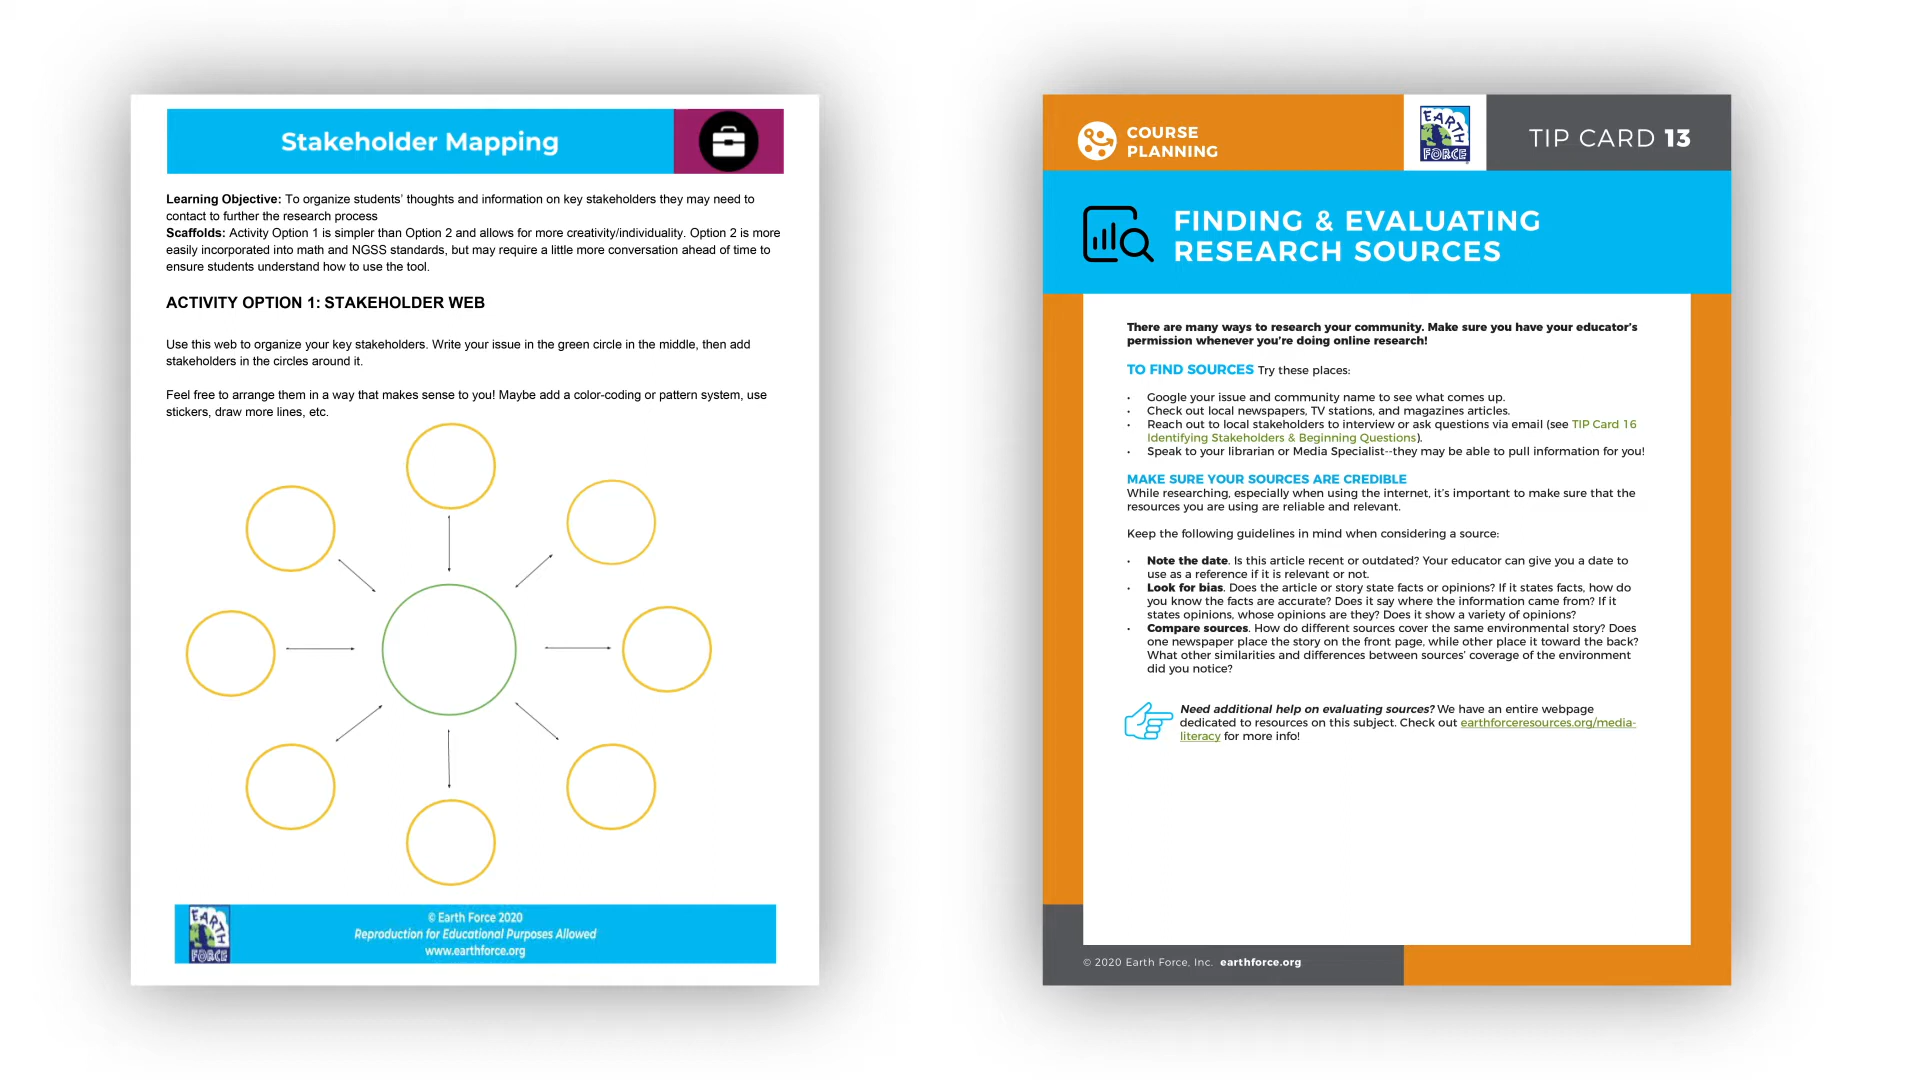 Stakeholder Mapping
Learning Objective: To organize students' thoughts and information on key stakeholders they may need to
contact to further the research process
Scaffolds: Activity Option 1 is simpler than Option 2 and allows for more creativity/individuality. Option 2 is more
easily incorporated into math and NGSS standards, but may require a little more conversation ahead of time to
ensure students understand how to use the tool.
ACTIVITY OPTION 1: STAKEHOLDER WEB
Use this web to organize your key stakeholders. Write your issue in the green circle in the middle, then add
stakeholders in the circles around it.
Feel free to arrange them in a way that makes sense to you! Maybe add a color-coding or pattern system, use
stickers, draw more lines, etc.
EARTH
FORCE
© Earth Force 2020
Reproduction for Educational Purposes Allowed
www.earthforce.org
COURSE
PLANNING
EARTH
FORCE
TIP CARD 13
FINDING & EVALUATING
RESEARCH SOURCES
There are many ways to research your community. Make sure you have your educator's
permission whenever you're doing online research!
TO FIND SOURCES Try these places:
• Google your issue and community name to see what comes up.
• Check out local newspapers, TV stations, and magazines articles.
• Reach out to local stakeholders to interview or ask questions via email (see TIP Card 16
Identifying Stakeholders & Beginning Questions).
• Speak to your librarian or Media Specialist--they may be able to pull information for you!
MAKE SURE YOUR SOURCES ARE CREDIBLE
While researching, especially when using the internet, it's important to make sure that the
resources you are using are reliable and relevant.
Keep the following guidelines in mind when considering a source:
• Note the date. Is this article recent or outdated? Your educator can give you a date to
use as a reference if it is relevant or not.
• Look for bias. Does the article or story state facts or opinions? If it states facts, how do
you know the facts are accurate? Does it say where the information came from? If it
states opinions, whose opinions are they? Does it show a variety of opinions?
• Compare sources. How do different sources cover the same environmental story? Does
one newspaper place the story on the front page, while other place it toward the back?
What other similarities and differences between sources' coverage of the environment
did you notice?
Need additional help on evaluating sources? We have an entire webpage
dedicated to resources on this subject. Check out earthforceresources.org/media-
literacy for more info!
© 2020 Earth Force, Inc. earthforce.org